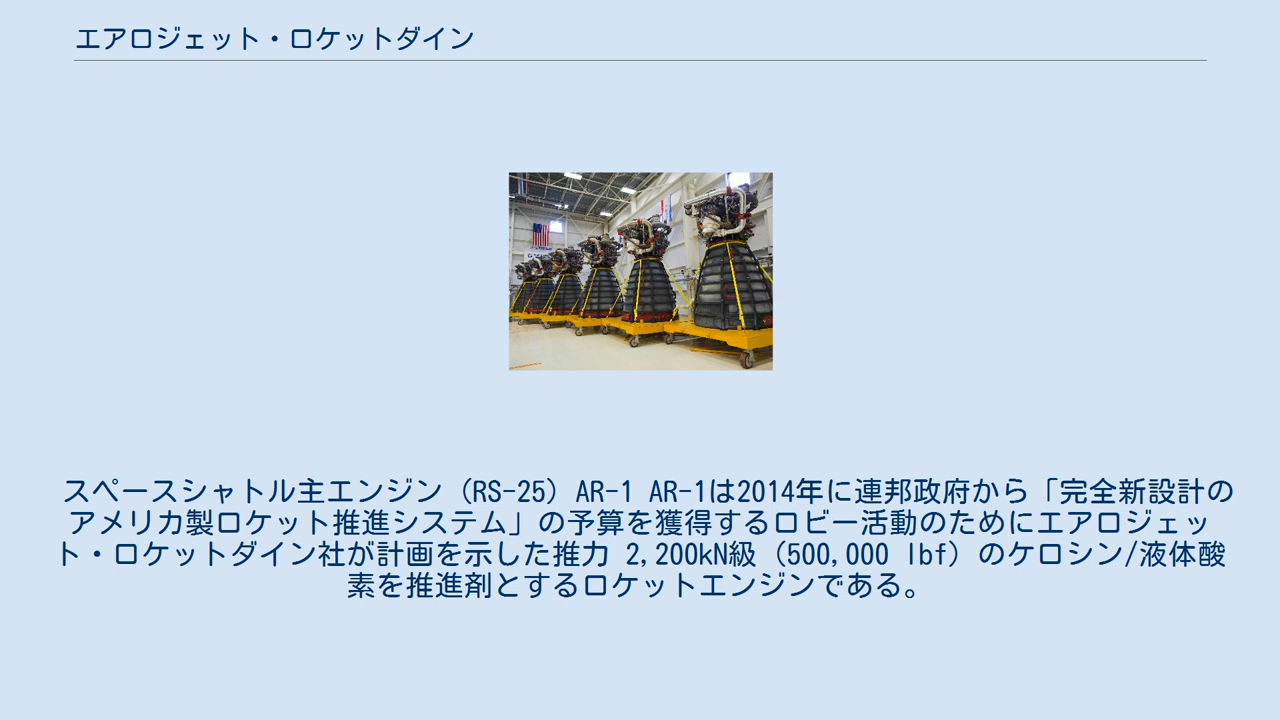 エアロジェット・ロケットダイン
スペースシャトル主エンジン（RS-25）AR-1 AR-1は2014年に連邦政府から「完全新設計の
アメリカ製ロケット推進システム」の予算を獲得するロビー活動のためにエアロジェッ
ト・ロケットダイン社が計画を示した推力 2,200kN級（500,000 lbf）のケロシン/液体酸
素を推進剤とするロケットエンジンである。